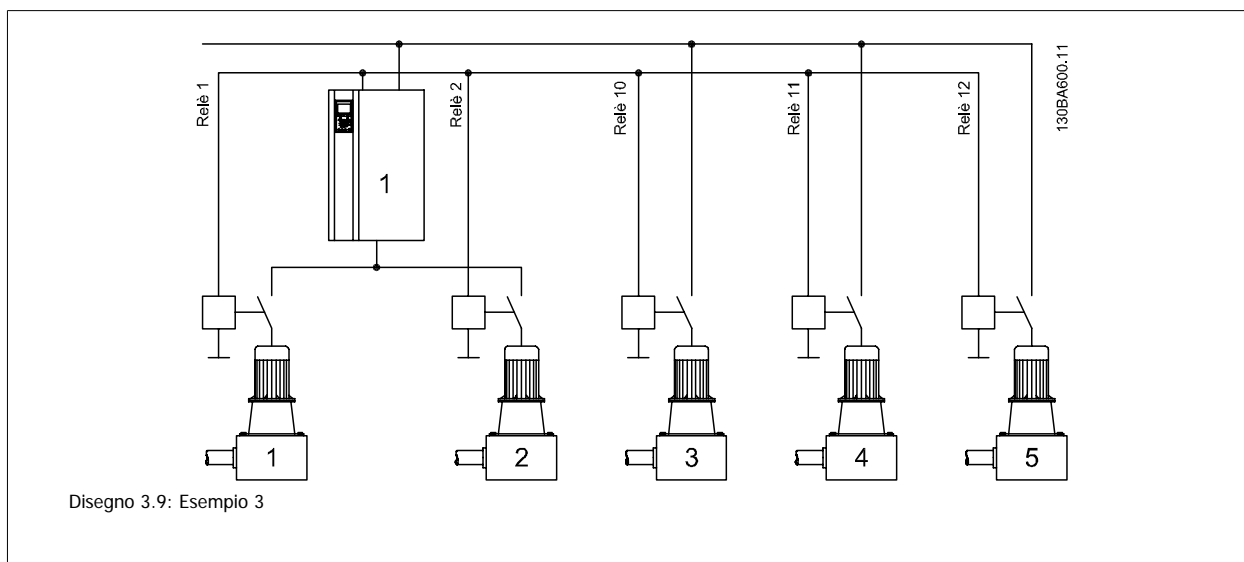 Relè 1
Relè 2
Relè 10
Relè 11
Relè 12
130BA600.11
1
1
2
3
4
5
Disegno 3.9: Esempio 3